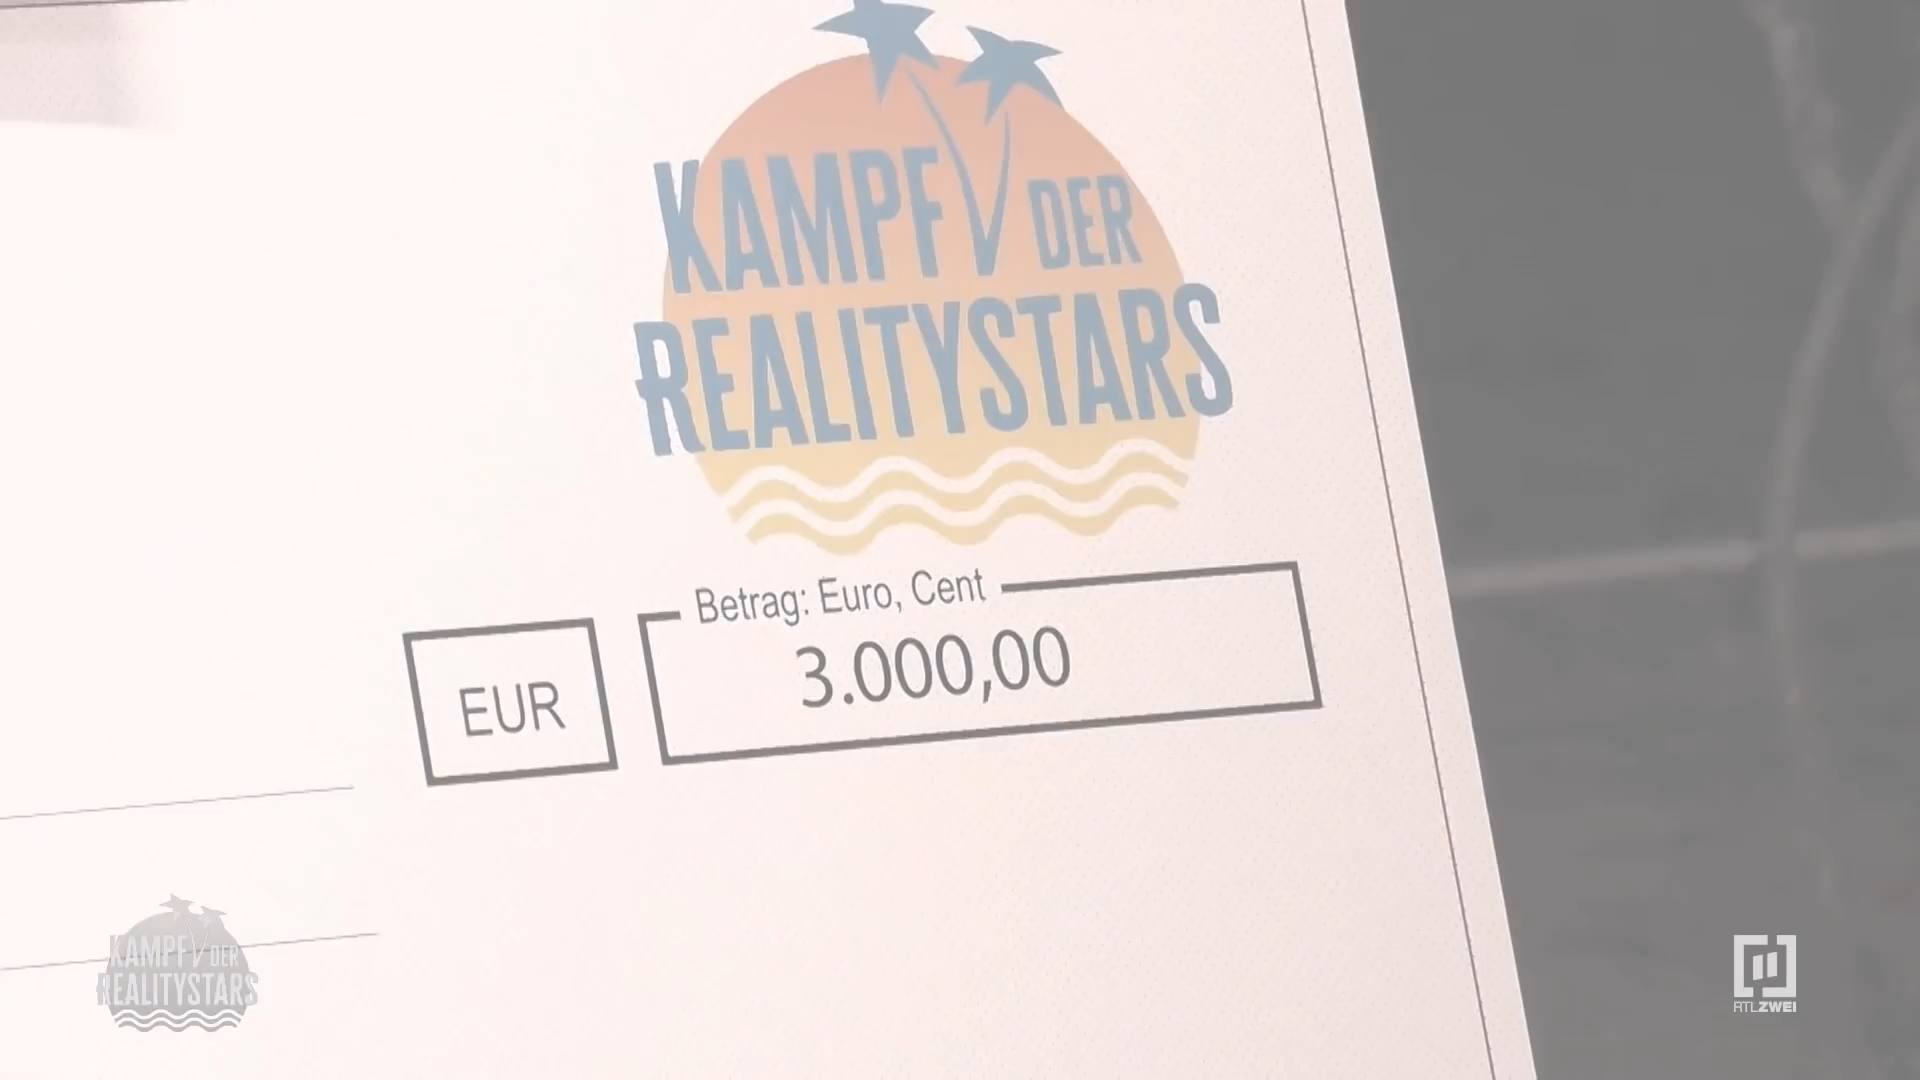 KAMPF DER
REALITYSTARS
Betrag: Euro, Cent
EUR
3.000,00
KAMPF DER
REALITYSTARS
RTLZWEI